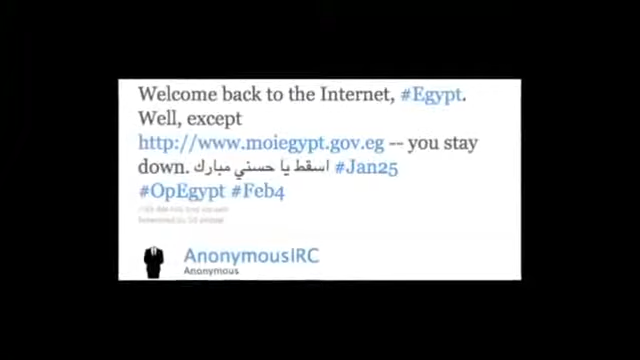 Welcome back to the Internet, #Egypt.
Well, except
http://www.moiegypt.gov.eg -- you stay
down. اسقط يا حسني مبارك #Jan25
#OpEgypt #Feb4
AnonymousIRC
Anonymous